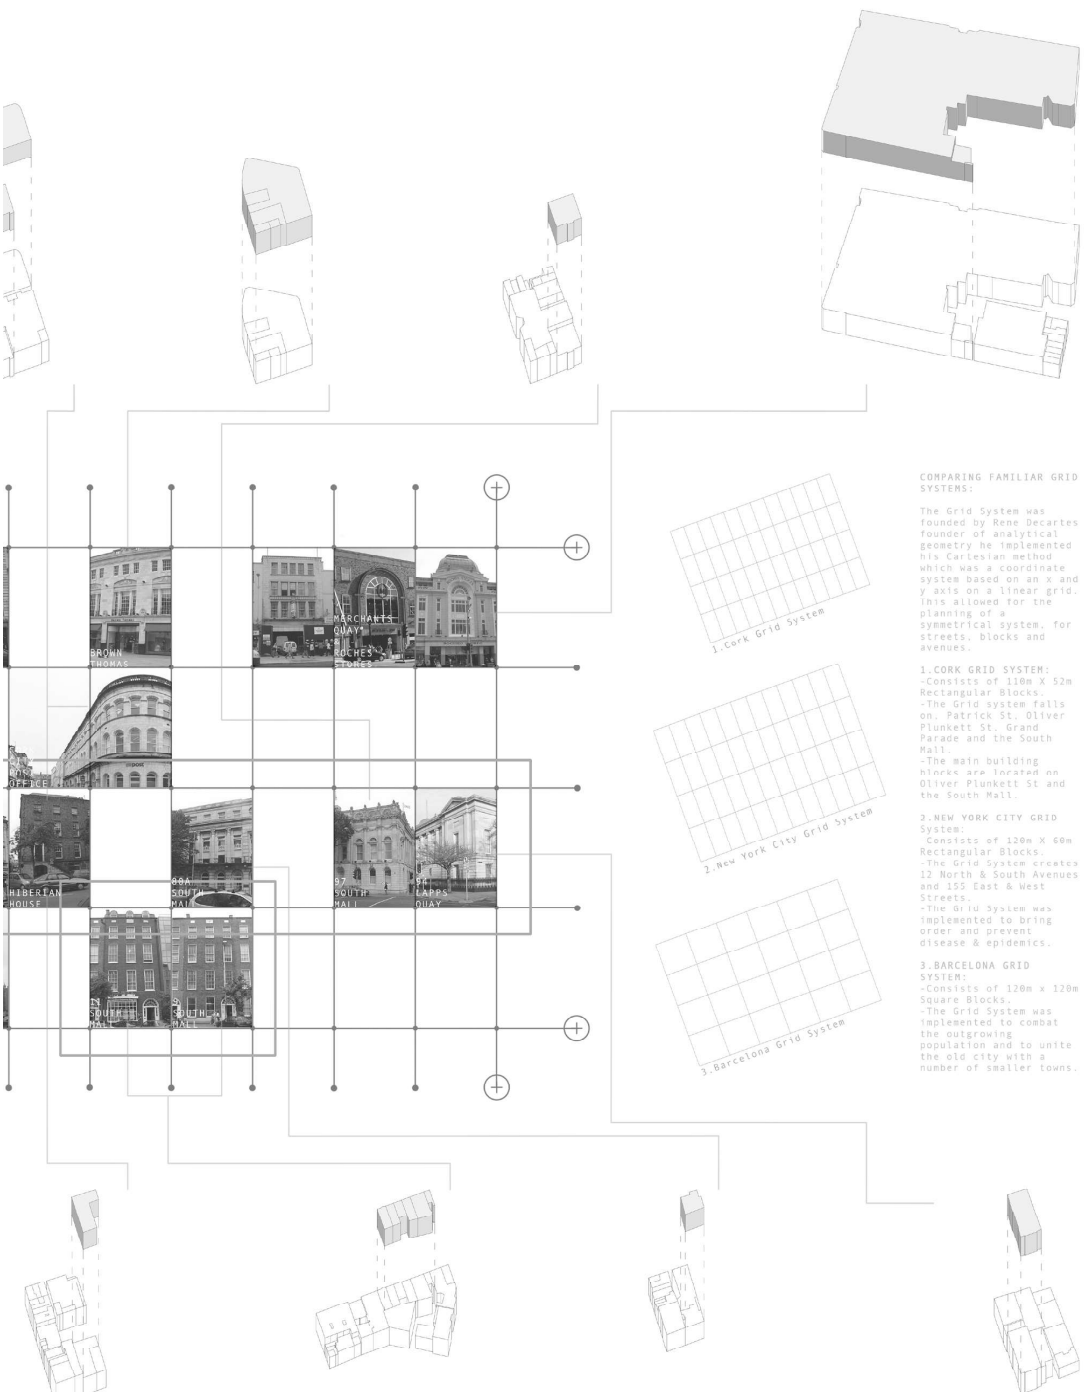 MERCHANTS
QUAY*
ROCHES
STORES
BROWN
THOMAS
CITY
POST
OFFICE
HIBERIAN
HOUSE
88A
SOUTH
MALL
97
SOUTH
MALL
94
LAPPS
QUAY
SOUTH
MALL
SOUTH
MALL
1.Cork Grid System
2.New York City Grid System
3.Barcelona Grid System
COMPARING FAMILIAR GRID
SYSTEMS:
The Grid System was
founded by Rene Decartes
founder of analytical
geometry he implemented
his Cartesian method
which was a coordinate
system based on an x and
y axis on a linear grid.
This allowed for the
planning of a
symmetrical system, for
streets, blocks and
avenues.
1.CORK GRID SYSTEM:
-Consists of 110m X 52m
Rectangular Blocks.
-The Grid system falls
on, Patrick St, Oliver
Plunkett St, Grand
Parade and the South
Mall.
-The main building
blocks are located on
Oliver Plunkett St and
the South Mall.
2.NEW YORK CITY GRID
System:
-Consists of 120m X 60m
Rectangular Blocks.
-The Grid System creates
12 North & South Avenues
and 155 East & West
Streets.
-The Grid System was
implemented to bring
order and prevent
disease & epidemics.
3.BARCELONA GRID
SYSTEM:
-Consists of 120m x 120m
Square Blocks.
-The Grid System was
implemented to combat
the outgrowing
population and to unite
the old city with a
number of smaller towns.